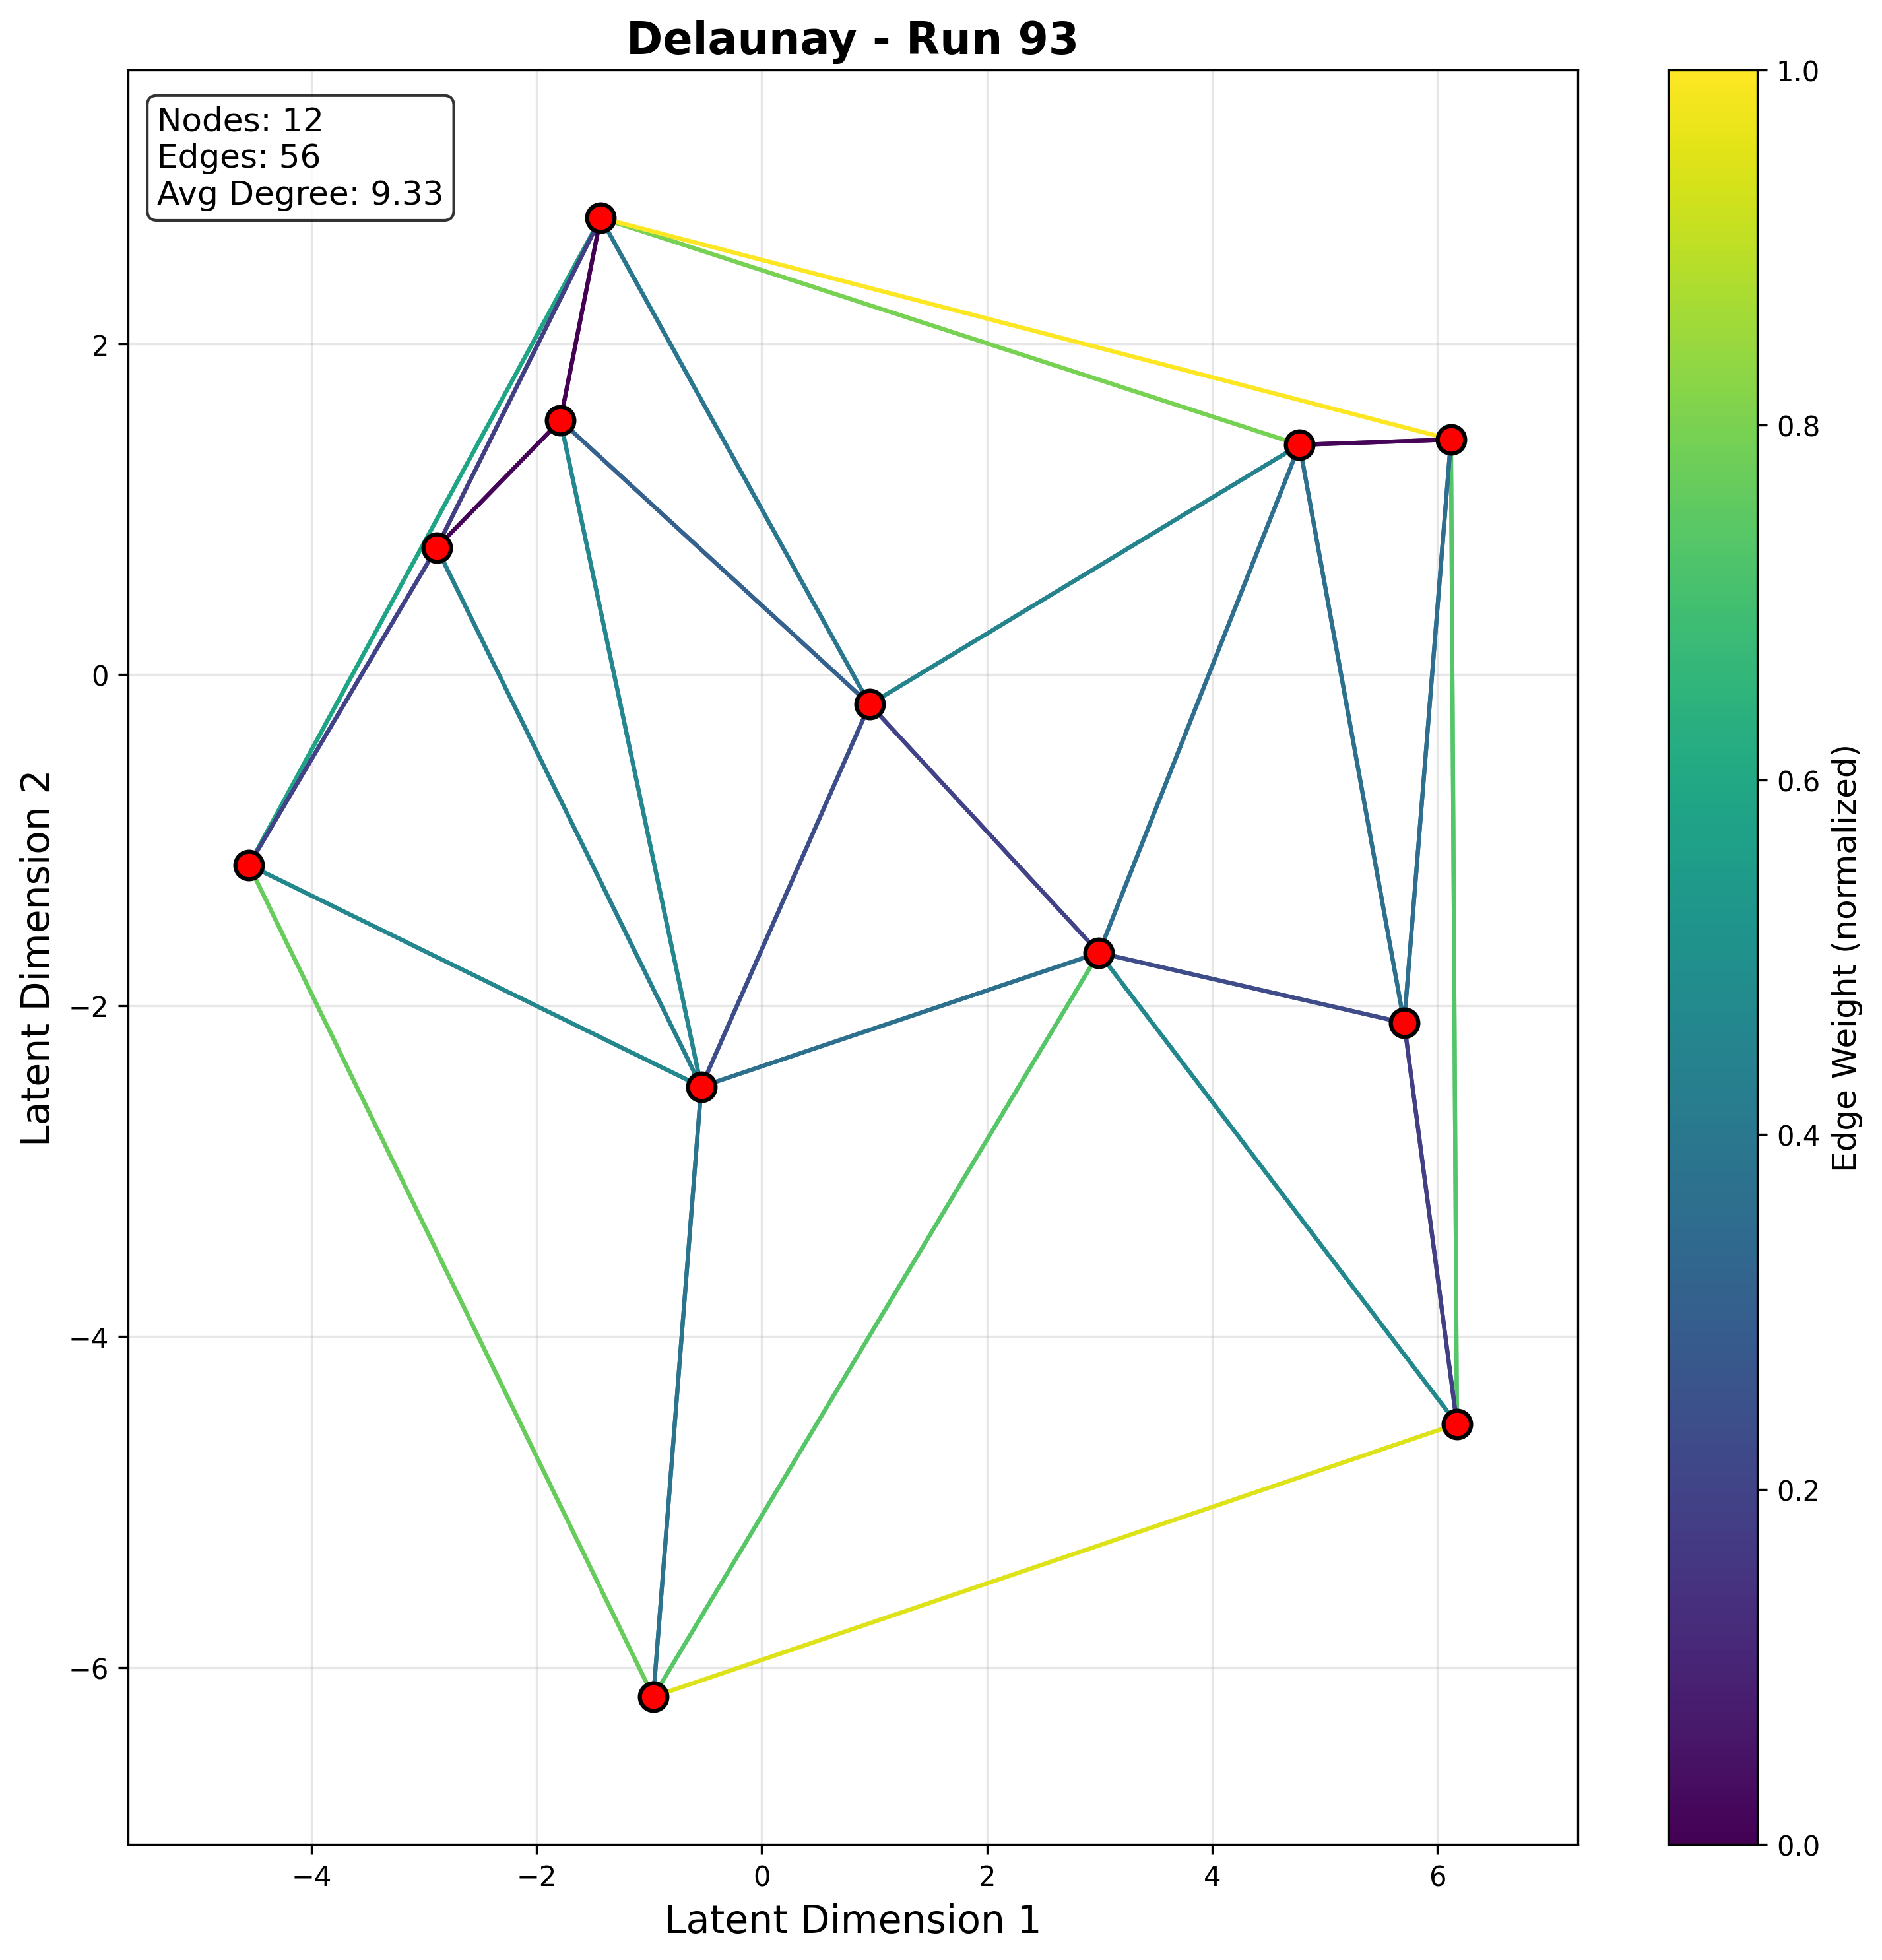 Delaunay - Run 93
Nodes: 12
Edges: 56
Avg Degree: 9.33
2
0
−2
−4
−6
Latent Dimension 2
−4
−2
0
2
4
6
Latent Dimension 1
1.0
0.8
0.6
0.4
0.2
0.0
Edge Weight (normalized)